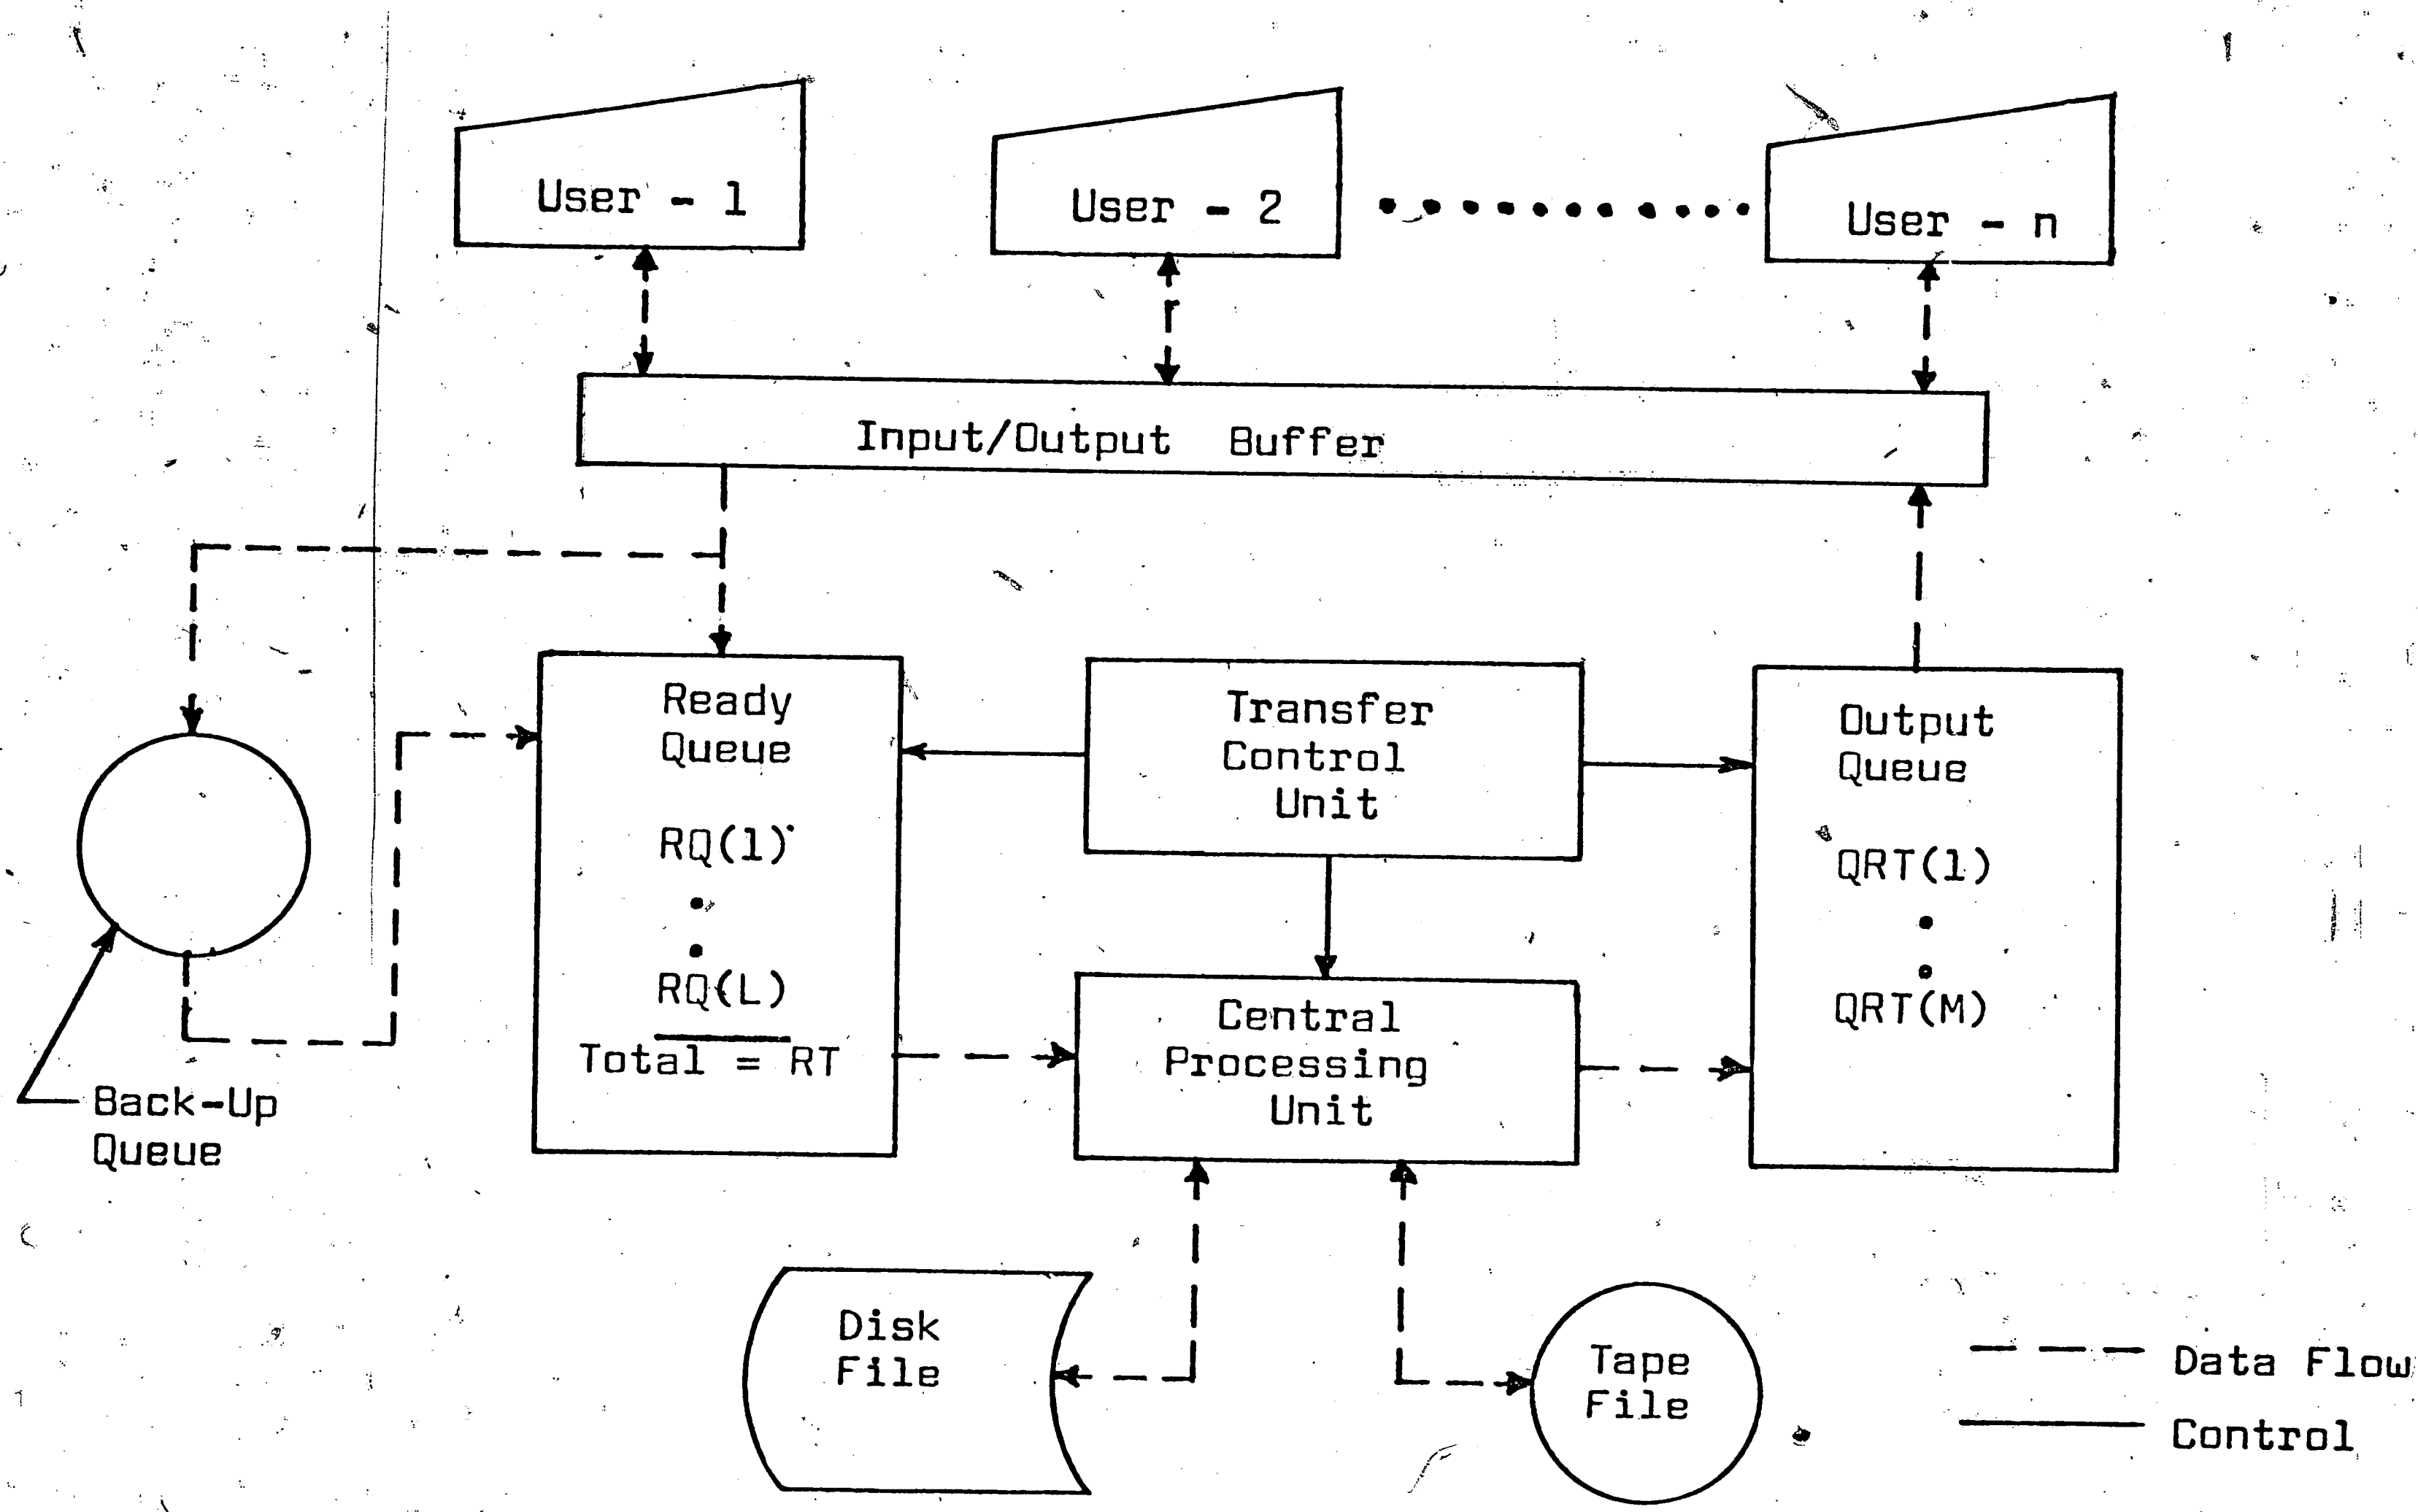 User - 1
User - 2
User - n
Input/Output Buffer
Ready
Queue
RQ(1)
RQ(L)
Total = RT
Transfer
Control
Unit
Output
Queue
QRT(1)
QRT(M)
Central
Processing
Unit
Back-Up
Queue
Disk
File
Tape
File
Data Flow
Control